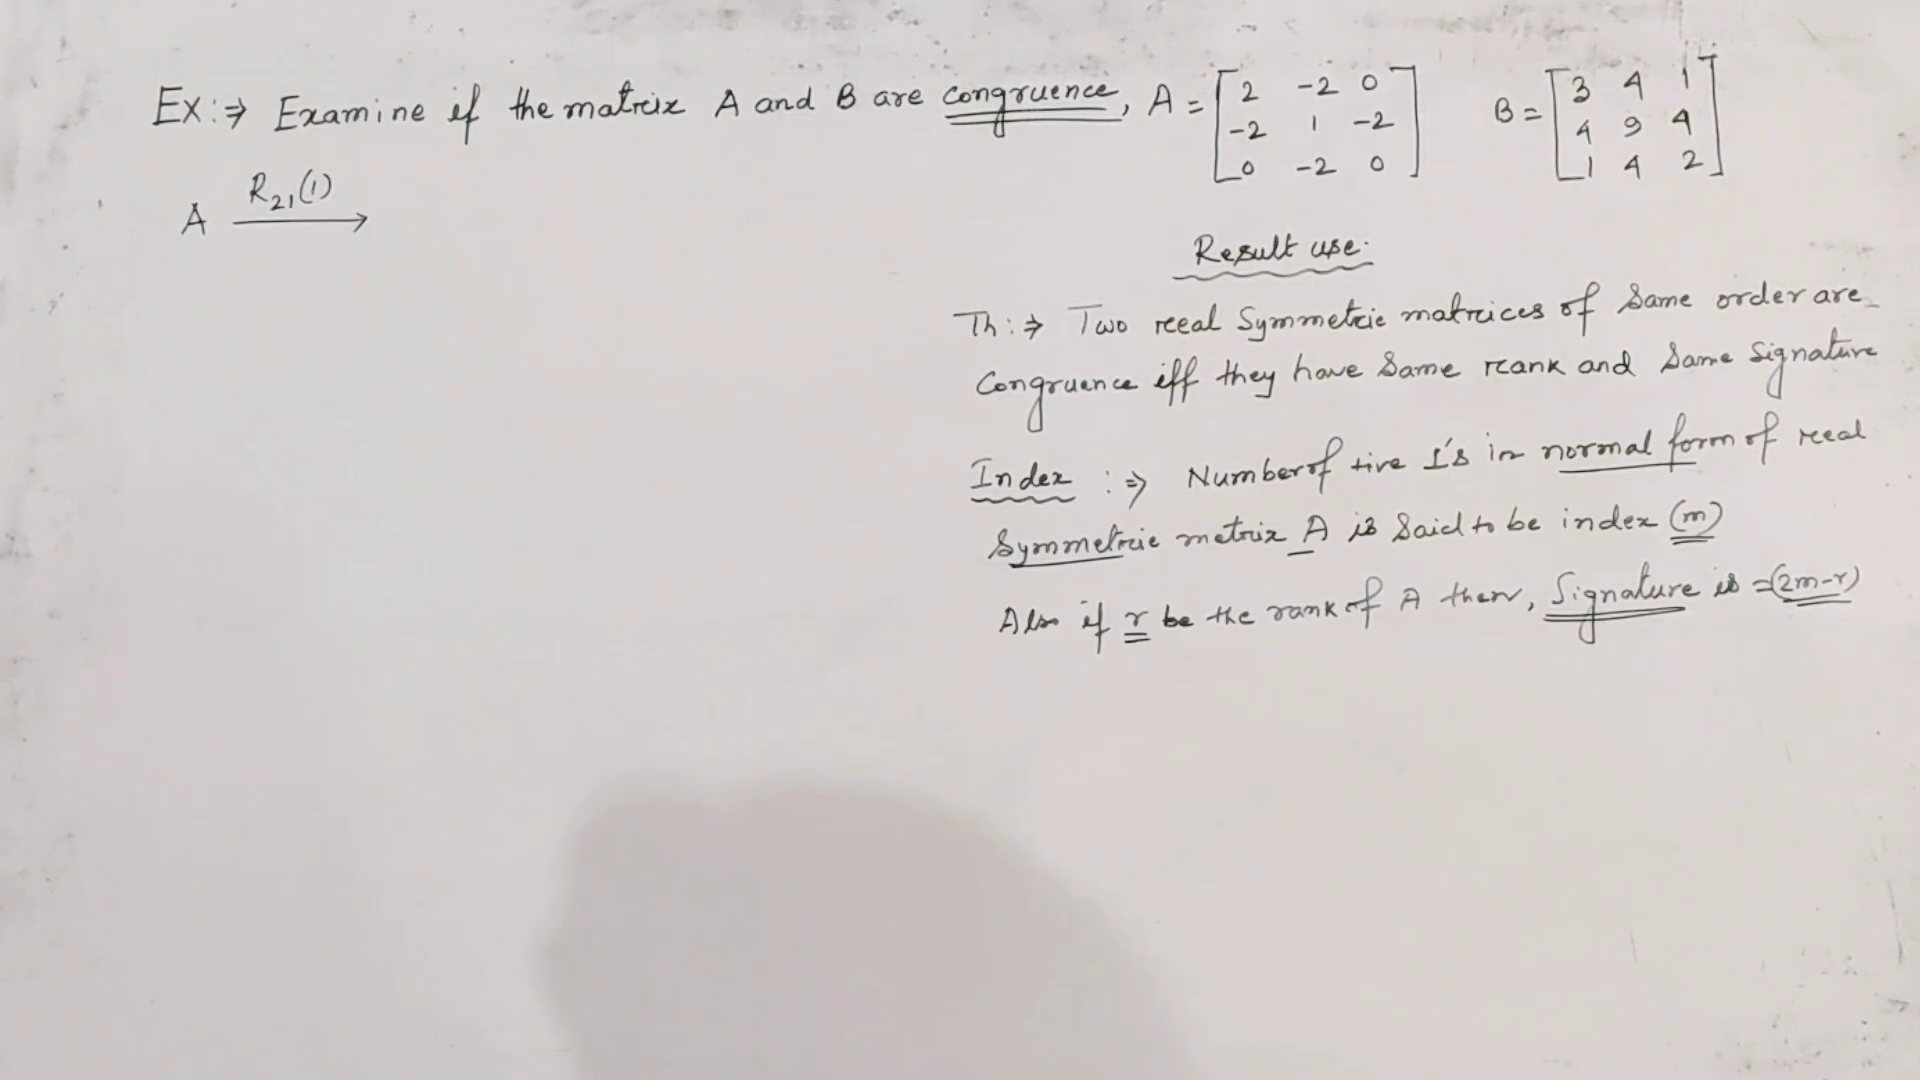 Ex:⇒ Examine if the matrix A and B are congruence, A = [2 -2 0; -2 1 -2; 0 -2 0] B = [3 4 1; 4 9 4; 1 4 2]
A R₂₁(1) →
Result use.
Th:⇒ Two real Symmetric matrices of Same order are
Congruence iff they have Same rank and Same Signature
Index :⇒ Number of +ive 1's in normal form of real
Symmetric matrix A is Said to be index (m)
Also if r be the rank of A then, Signature is =(2m-r)